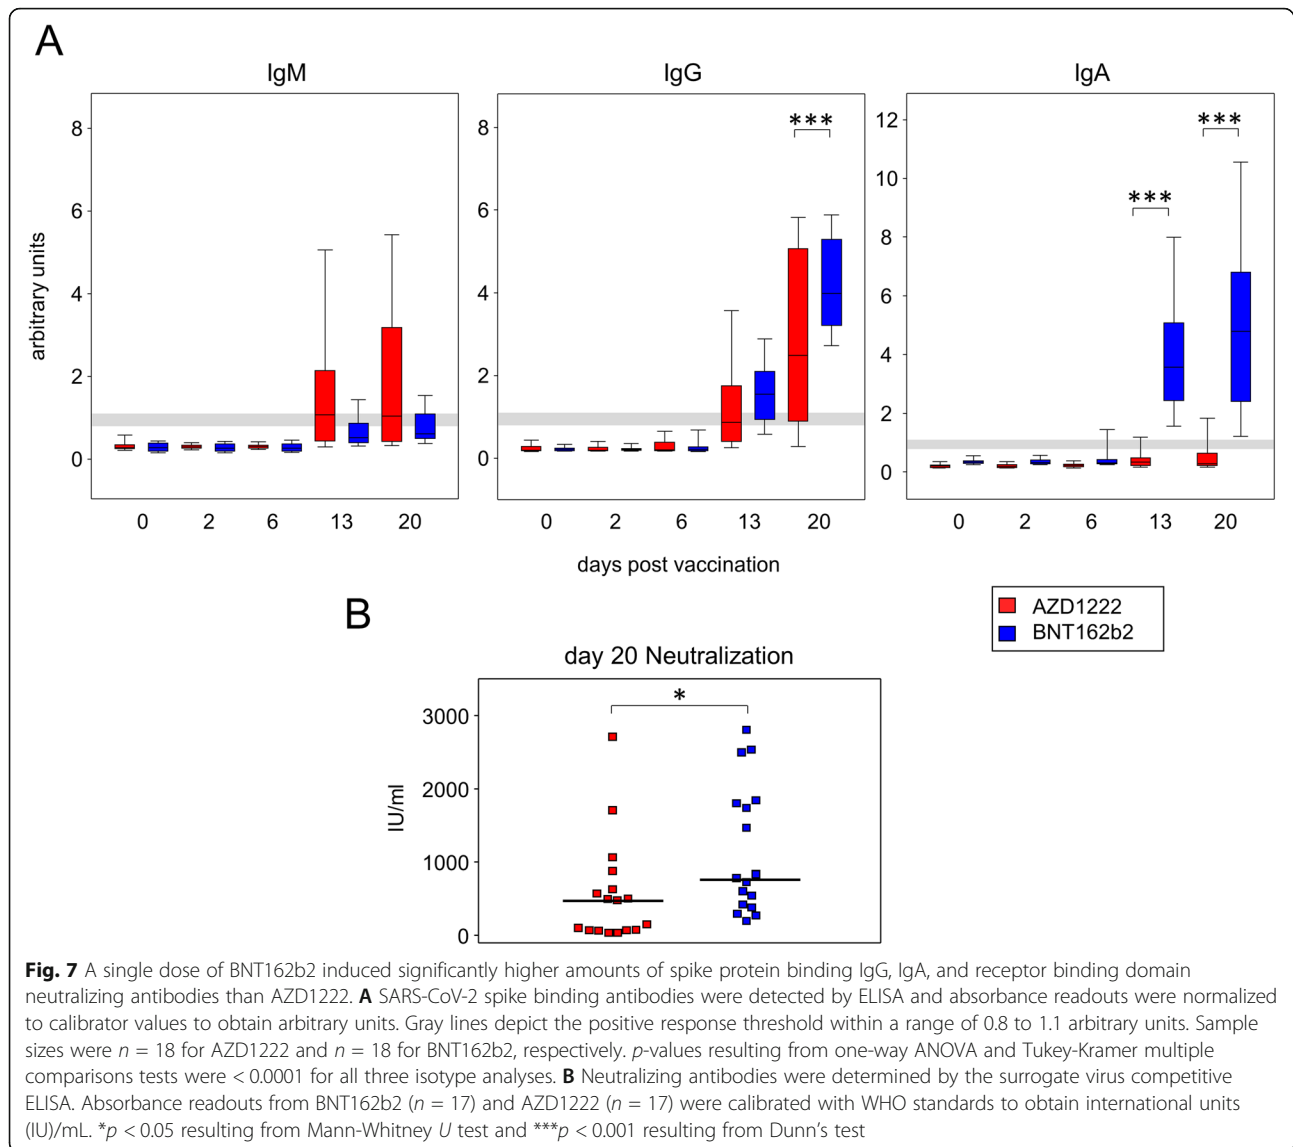 A
IgM
IgG
IgA
8
6
4
2
0
8
6
4
2
0
12
10
8
6
4
2
0
***
***
***
arbitrary units
0 2 6 13 20
0 2 6 13 20
0 2 6 13 20
days post vaccination
AZD1222
BNT162b2
B
day 20 Neutralization
*
3000
2000
1000
0
IU/ml
Fig. 7 A single dose of BNT162b2 induced significantly higher amounts of spike protein binding IgG, IgA, and receptor binding domain
neutralizing antibodies than AZD1222. A SARS-CoV-2 spike binding antibodies were detected by ELISA and absorbance readouts were normalized
to calibrator values to obtain arbitrary units. Gray lines depict the positive response threshold within a range of 0.8 to 1.1 arbitrary units. Sample
sizes were n = 18 for AZD1222 and n = 18 for BNT162b2, respectively. p-values resulting from one-way ANOVA and Tukey-Kramer multiple
comparisons tests were < 0.0001 for all three isotype analyses. B Neutralizing antibodies were determined by the surrogate virus competitive
ELISA. Absorbance readouts from BNT162b2 (n = 17) and AZD1222 (n = 17) were calibrated with WHO standards to obtain international units
(IU)/mL. *p < 0.05 resulting from Mann-Whitney U test and ***p < 0.001 resulting from Dunn's test